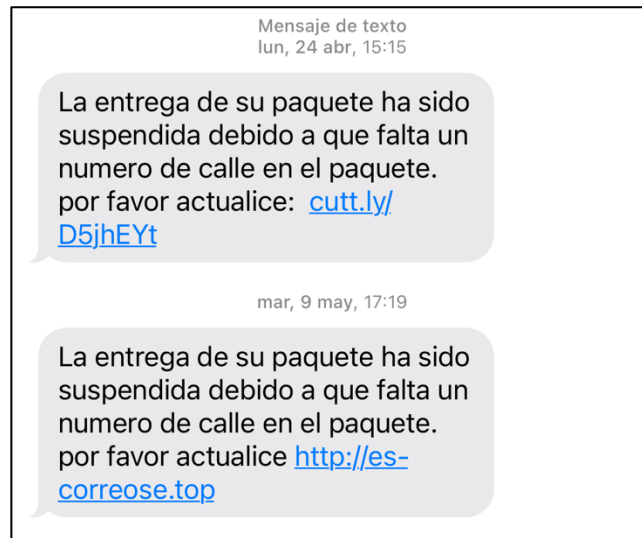 Mensaje de texto
lun, 24 abr, 15:15
La entrega de su paquete ha sido
suspendida debido a que falta un
numero de calle en el paquete.
por favor actualice:  cutt.ly/
D5jhEYt
mar, 9 may, 17:19
La entrega de su paquete ha sido
suspendida debido a que falta un
numero de calle en el paquete.
por favor actualice http://es-
correose.top